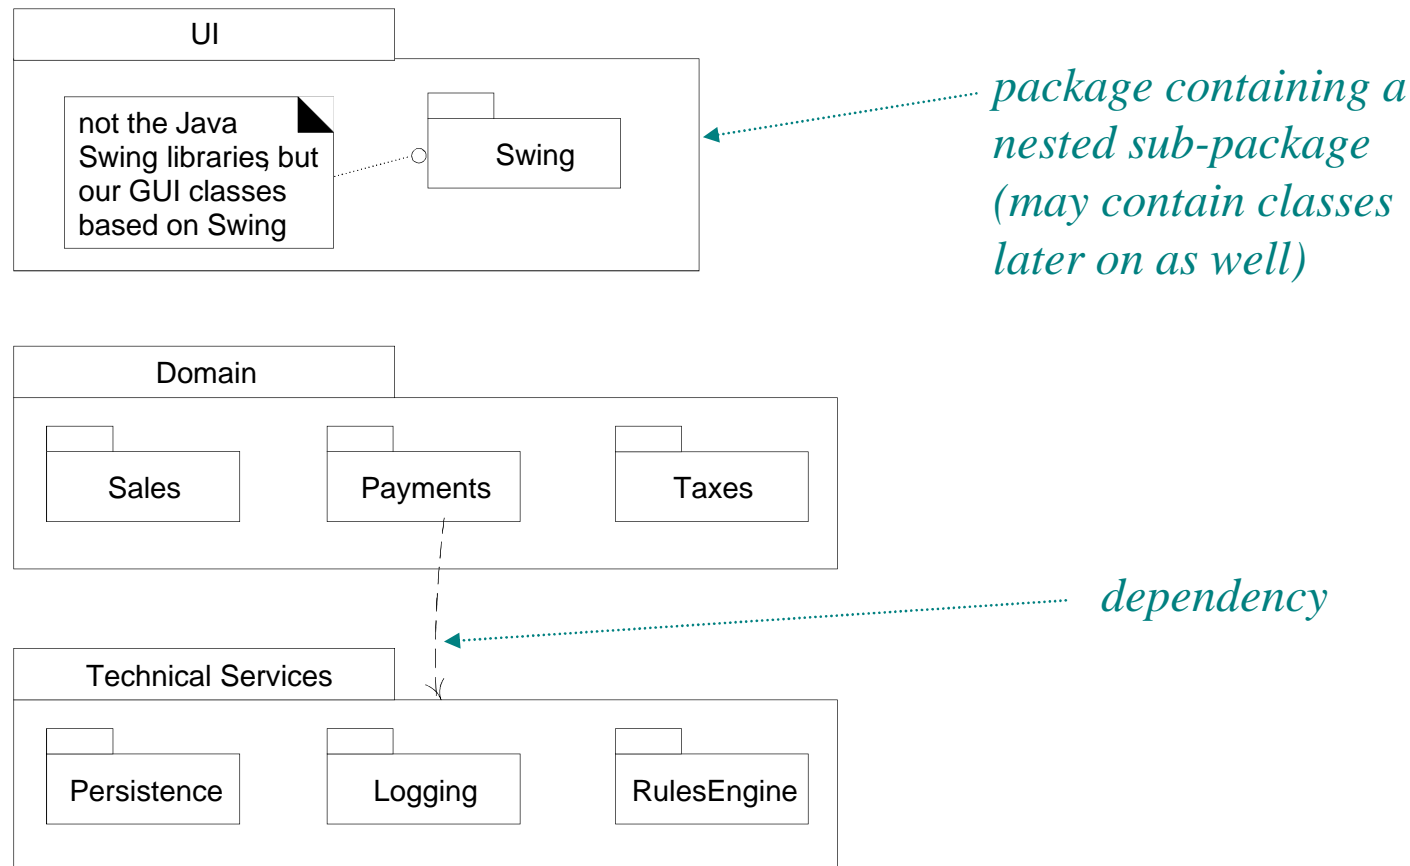 UI
not the Java
Swing libraries, but
our GUI classes
based on Swing
Swing
package containing a
nested sub-package
(may contain classes
later on as well)
Domain
Sales
Payments
Taxes
dependency
Technical Services
Persistence
Logging
RulesEngine